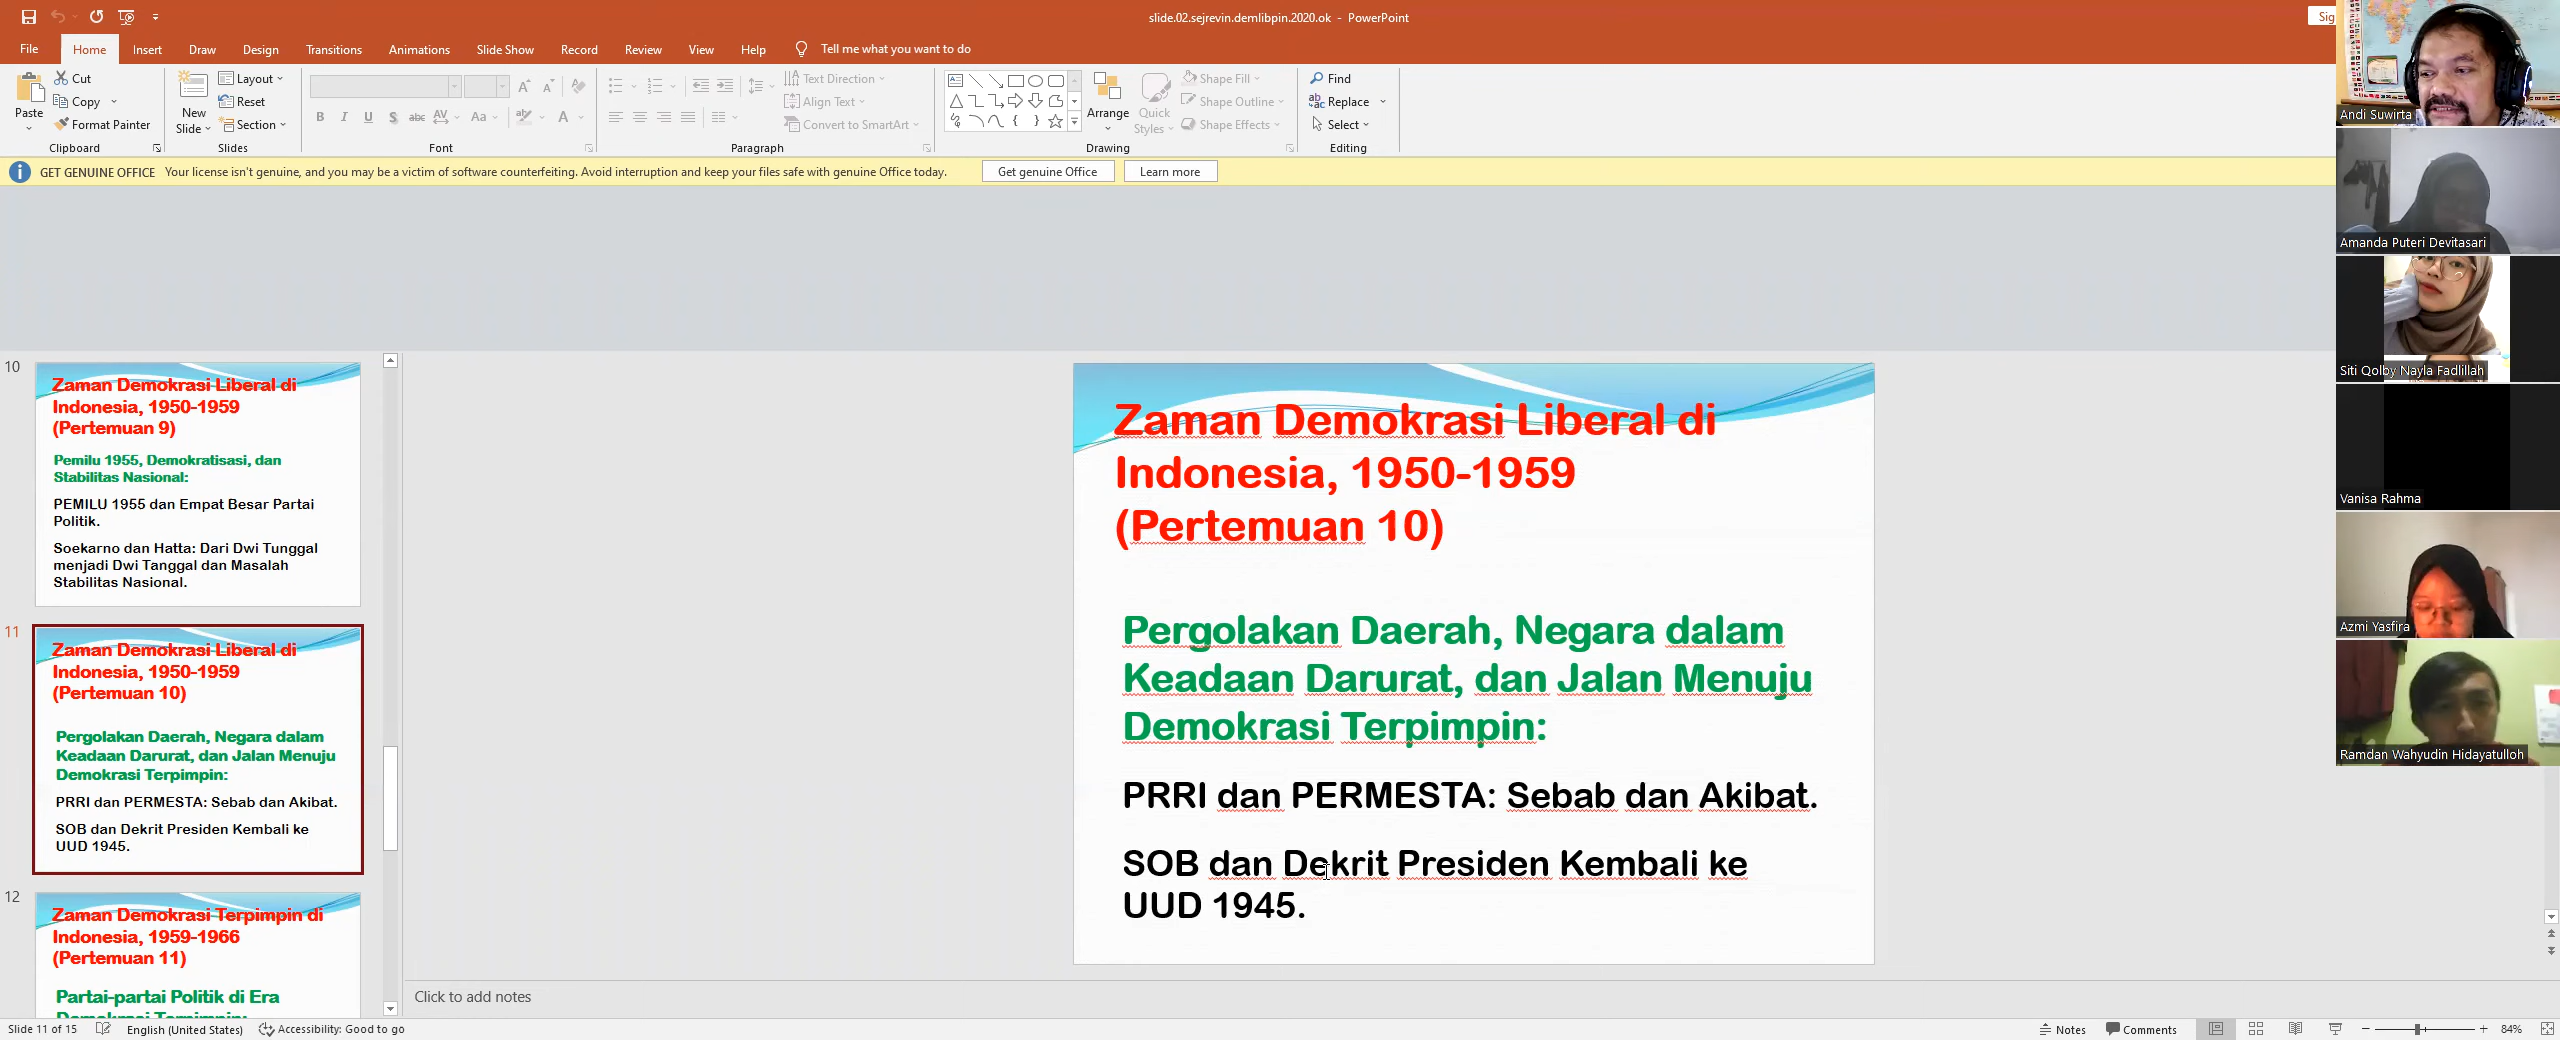 slide.02.sejrevin.demlibpin.2020.ok - PowerPoint
Sig
File Home Insert Draw Design Transitions Animations Slide Show Record Review View Help Tell me what you want to do
Paste
Cut
Copy
Format Painter
Clipboard
New Slide
Layout
Reset
Section
Slides
B I U S abc AV Aa A
Font
Text Direction
Align Text
Convert to SmartArt
Paragraph
Arrange
Quick Styles
Shape Fill
Shape Outline
Shape Effects
Drawing
Find
Replace
Select
Editing
GET GENUINE OFFICE Your license isn't genuine, and you may be a victim of software counterfeiting. Avoid interruption and keep your files safe with genuine Office today. Get genuine Office Learn more
10
Zaman Demokrasi Liberal di
Indonesia, 1950-1959
(Pertemuan 9)
Pemilu 1955, Demokratisasi, dan
Stabilitas Nasional:
PEMILU 1955 dan Empat Besar Partai
Politik.
Soekarno dan Hatta: Dari Dwi Tunggal
menjadi Dwi Tanggal dan Masalah
Stabilitas Nasional.
11
Zaman Demokrasi Liberal di
Indonesia, 1950-1959
(Pertemuan 10)
Pergolakan Daerah, Negara dalam
Keadaan Darurat, dan Jalan Menuju
Demokrasi Terpimpin:
PRRI dan PERMESTA: Sebab dan Akibat.
SOB dan Dekrit Presiden Kembali ke
UUD 1945.
12
Zaman Demokrasi Terpimpin di
Indonesia, 1959-1966
(Pertemuan 11)
Partai-partai Politik di Era
Demokrasi Terpimpin:
Zaman Demokrasi Liberal di
Indonesia, 1950-1959
(Pertemuan 10)
Pergolakan Daerah, Negara dalam
Keadaan Darurat, dan Jalan Menuju
Demokrasi Terpimpin:
PRRI dan PERMESTA: Sebab dan Akibat.
SOB dan Dekrit Presiden Kembali ke
UUD 1945.
Click to add notes
Andi Suwirta
Amanda Puteri Devitasari
Siti Qolby Nayla Fadlillah
Vanisa Rahma
Azmi Yasfira
Ramdan Wahyudin Hidayatulloh
Slide 11 of 15 English (United States) Accessibility: Good to go Notes Comments 84%